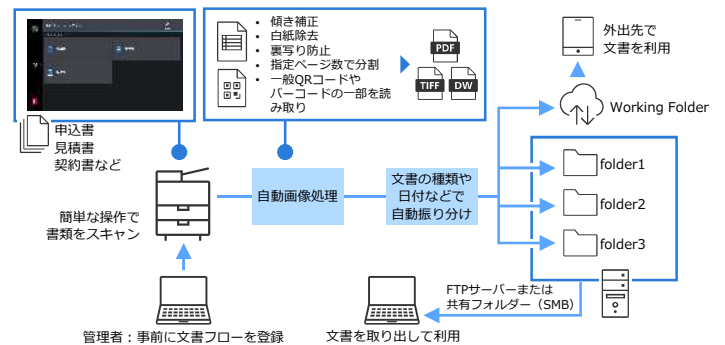 申込書
見積書
契約書など
• 傾き補正
• 白紙除去
• 裏写り防止
• 指定ページ数で分割
• 一般QRコードや
バーコードの一部を読
み取り
PDF
TIFF
DW
外出先で
文書を利用
Working Folder
folder1
folder2
folder3
簡単な操作で
書類をスキャン
自動画像処理
文書の種類や
日付などで
自動振り分け
FTPサーバーまたは
共有フォルダー（SMB）
管理者：事前に文書フローを登録
文書を取り出して利用